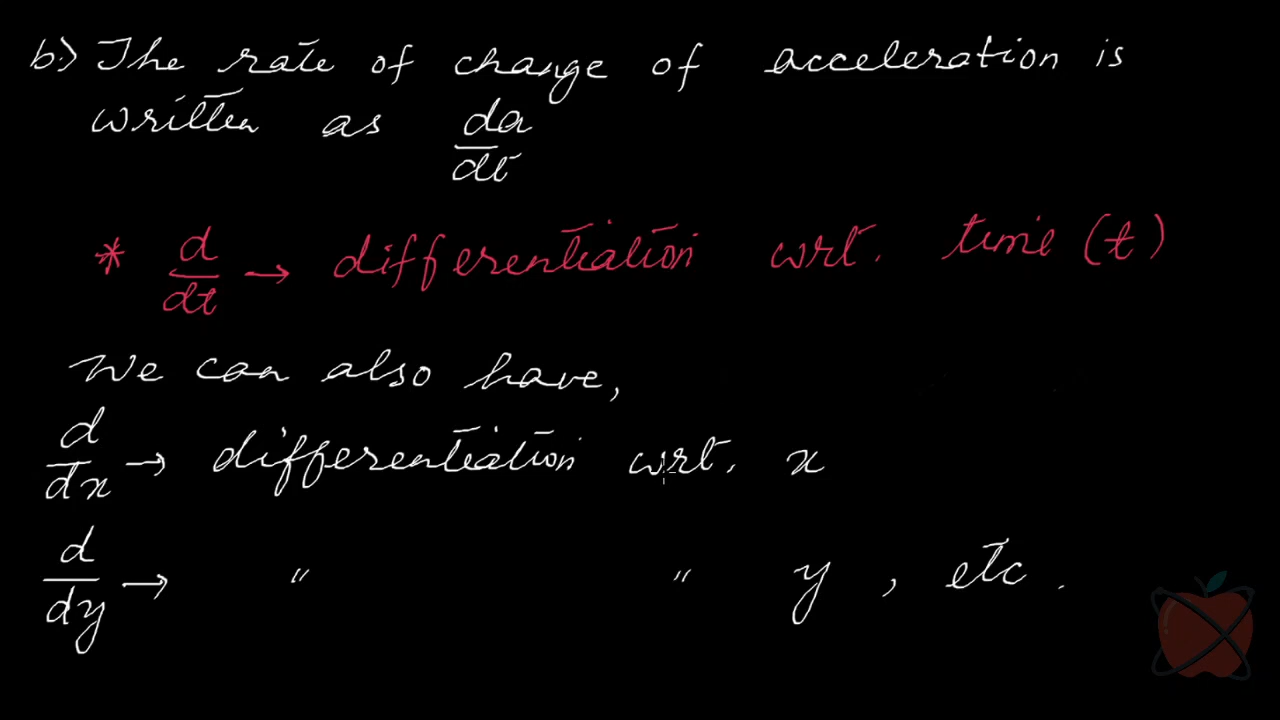 b.) The rate of change of acceleration is
written as da/dt
* d/dt → differentiation wrt. time (t)
We can also have,
d/dx → differentiation wrt. x
d/dy → " " y , etc .